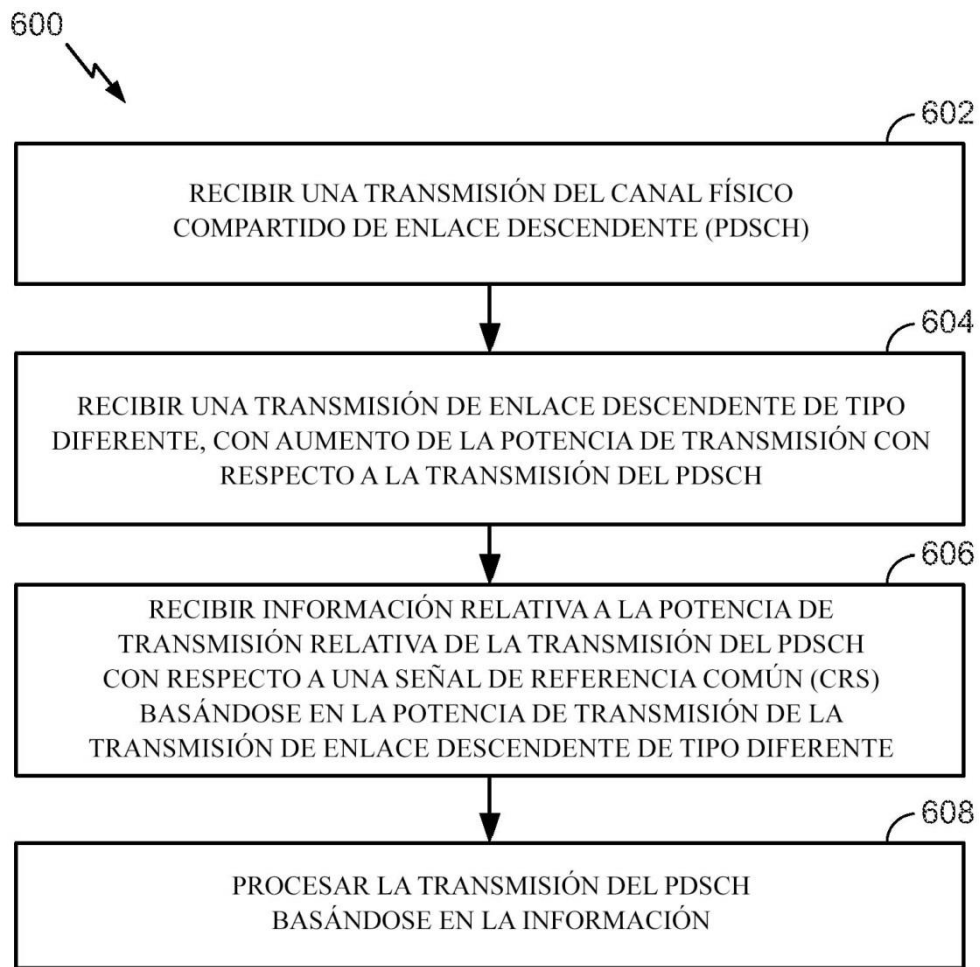 600
602
RECIBIR UNA TRANSMISIÓN DEL CANAL FÍSICO
COMPARTIDO DE ENLACE DESCENDENTE (PDSCH)
604
RECIBIR UNA TRANSMISIÓN DE ENLACE DESCENDENTE DE TIPO
DIFERENTE, CON AUMENTO DE LA POTENCIA DE TRANSMISIÓN CON
RESPECTO A LA TRANSMISIÓN DEL PDSCH
606
RECIBIR INFORMACIÓN RELATIVA A LA POTENCIA DE
TRANSMISIÓN RELATIVA DE LA TRANSMISIÓN DEL PDSCH
CON RESPECTO A UNA SEÑAL DE REFERENCIA COMÚN (CRS)
BASÁNDOSE EN LA POTENCIA DE TRANSMISIÓN DE LA
TRANSMISIÓN DE ENLACE DESCENDENTE DE TIPO DIFERENTE
608
PROCESAR LA TRANSMISIÓN DEL PDSCH
BASÁNDOSE EN LA INFORMACIÓN